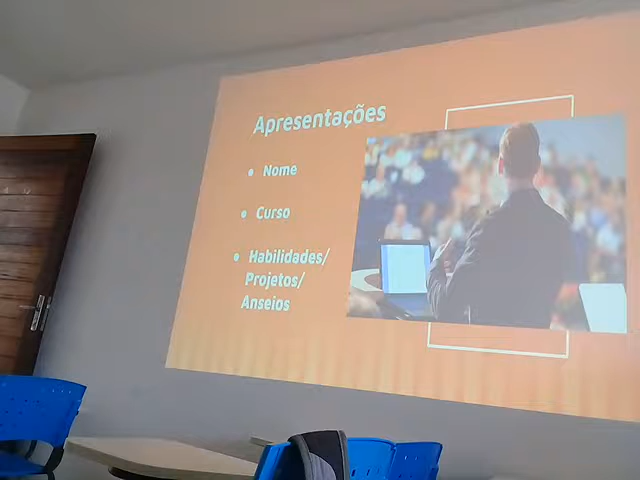 Apresentações
• Nome
• Curso
• Habilidades/
Projetos/
Anseios